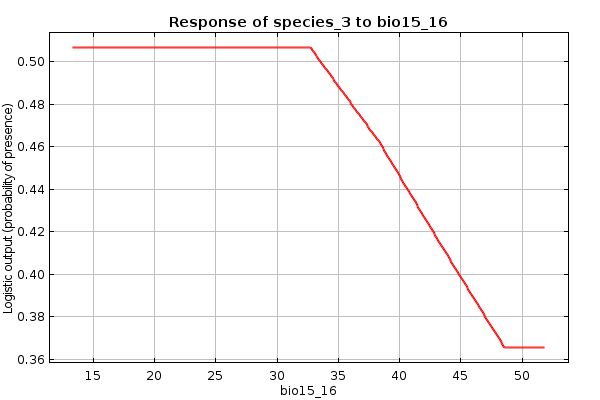 Response of species_3 to bio15_16
Logistic output (probability of presence)
0.50
0.48
0.46
0.44
0.42
0.40
0.38
0.36
15 20 25 30 35 40 45 50
bio15_16